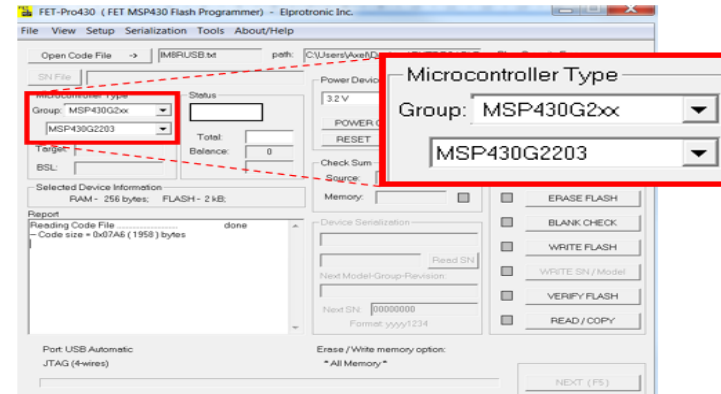 FET-Pro430 ( FET MSP430 Flash Programmer) - Elprotronic Inc.
File View Setup Serialization Tools About/Help
Open Code File -> IM8RUSB.txt path: C:\Users\Axel\
SN File
Microcontroller Type
Group: MSP430G2xx
MSP430G2203
Status
Power Device
3.2 V
POWER
RESET
Microcontroller Type
Group: MSP430G2xx
MSP430G2203
Target:
BSL:
Total:
Balance: 0
Check Sum
Source:
Memory:
Selected Device Information
RAM - 256 bytes; FLASH - 2 kB;
ERASE FLASH
BLANK CHECK
WRITE FLASH
WRITE SN / Model
VERIFY FLASH
READ / COPY
Report
Reading Code File ........................ done
-- Code size = 0x07A6 ( 1958 ) bytes
Device Serialization
Read SN
Next Model-Group-Revision:
Next SN: 00000000
Format: yyyy1234
Port: USB Automatic
JTAG (4-wires)
Erase / Write memory option:
* All Memory *
NEXT (F5)